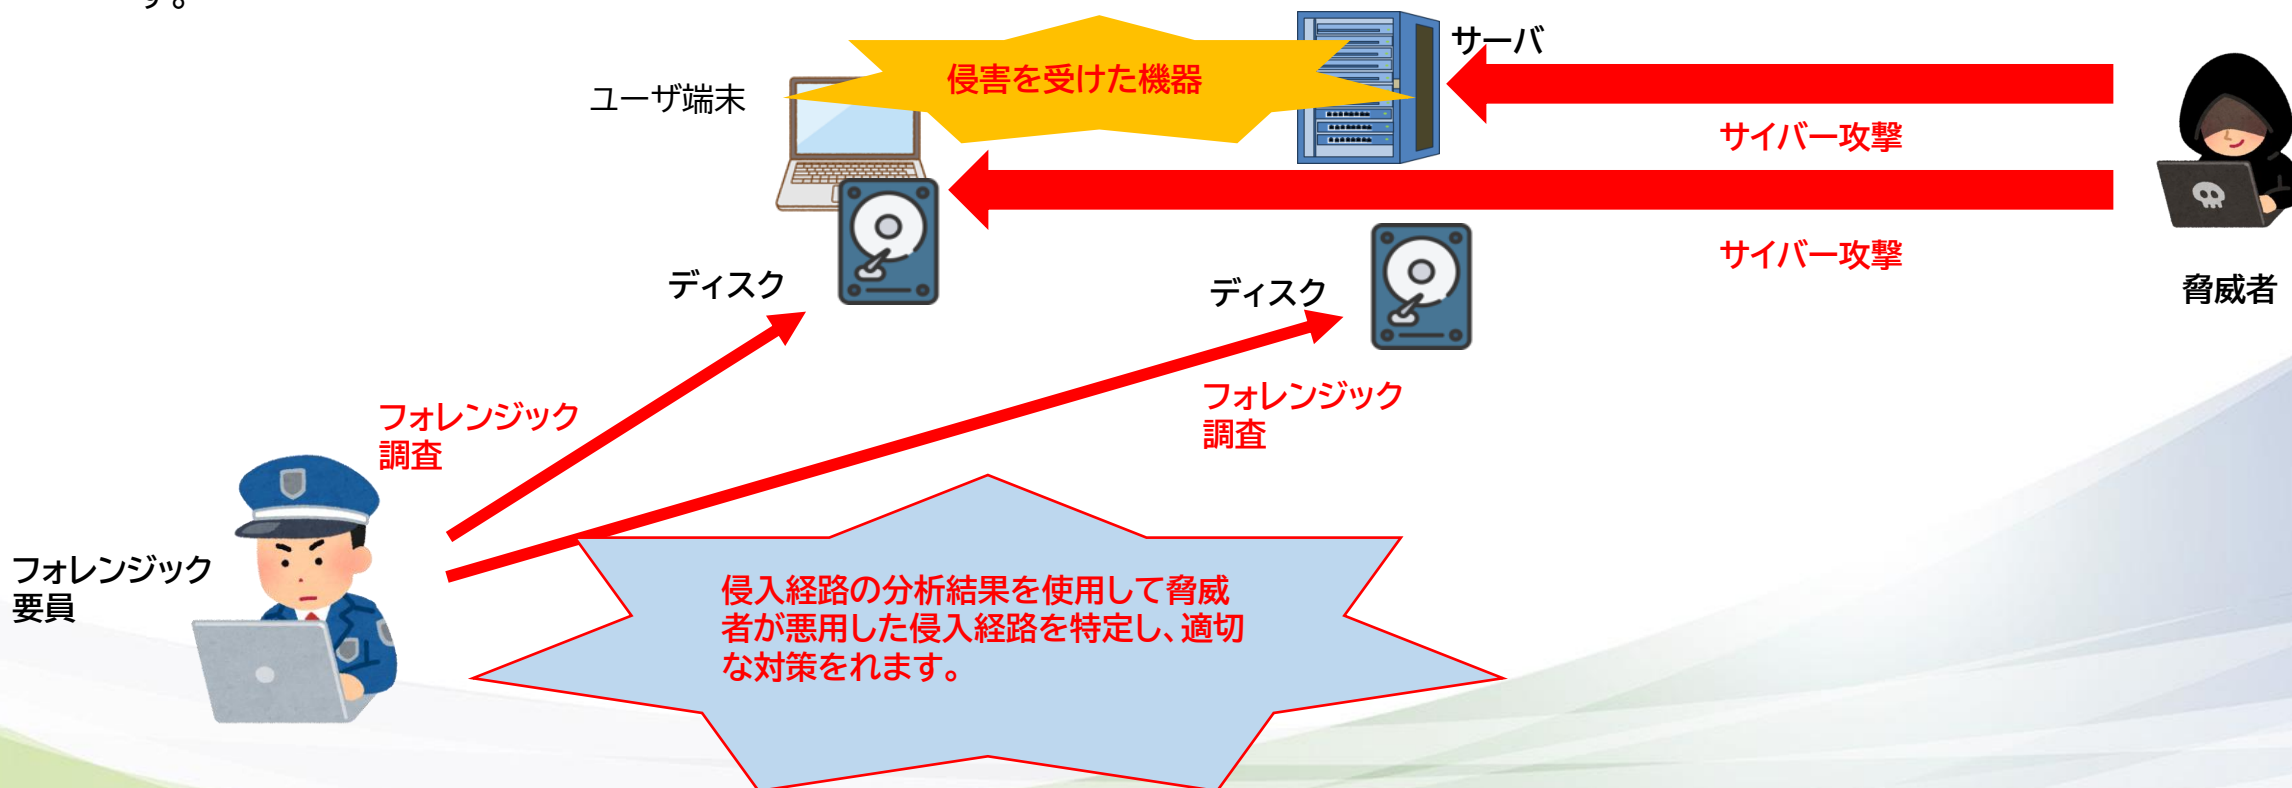 す。
サーバ
侵害を受けた機器
ユーザ端末
サイバー攻撃
サイバー攻撃
ディスク
ディスク
脅威者
フォレンジック
調査
フォレンジック
調査
フォレンジック
要員
侵入経路の分析結果を使用して脅威
者が悪用した侵入経路を特定し、適切
な対策をれます。